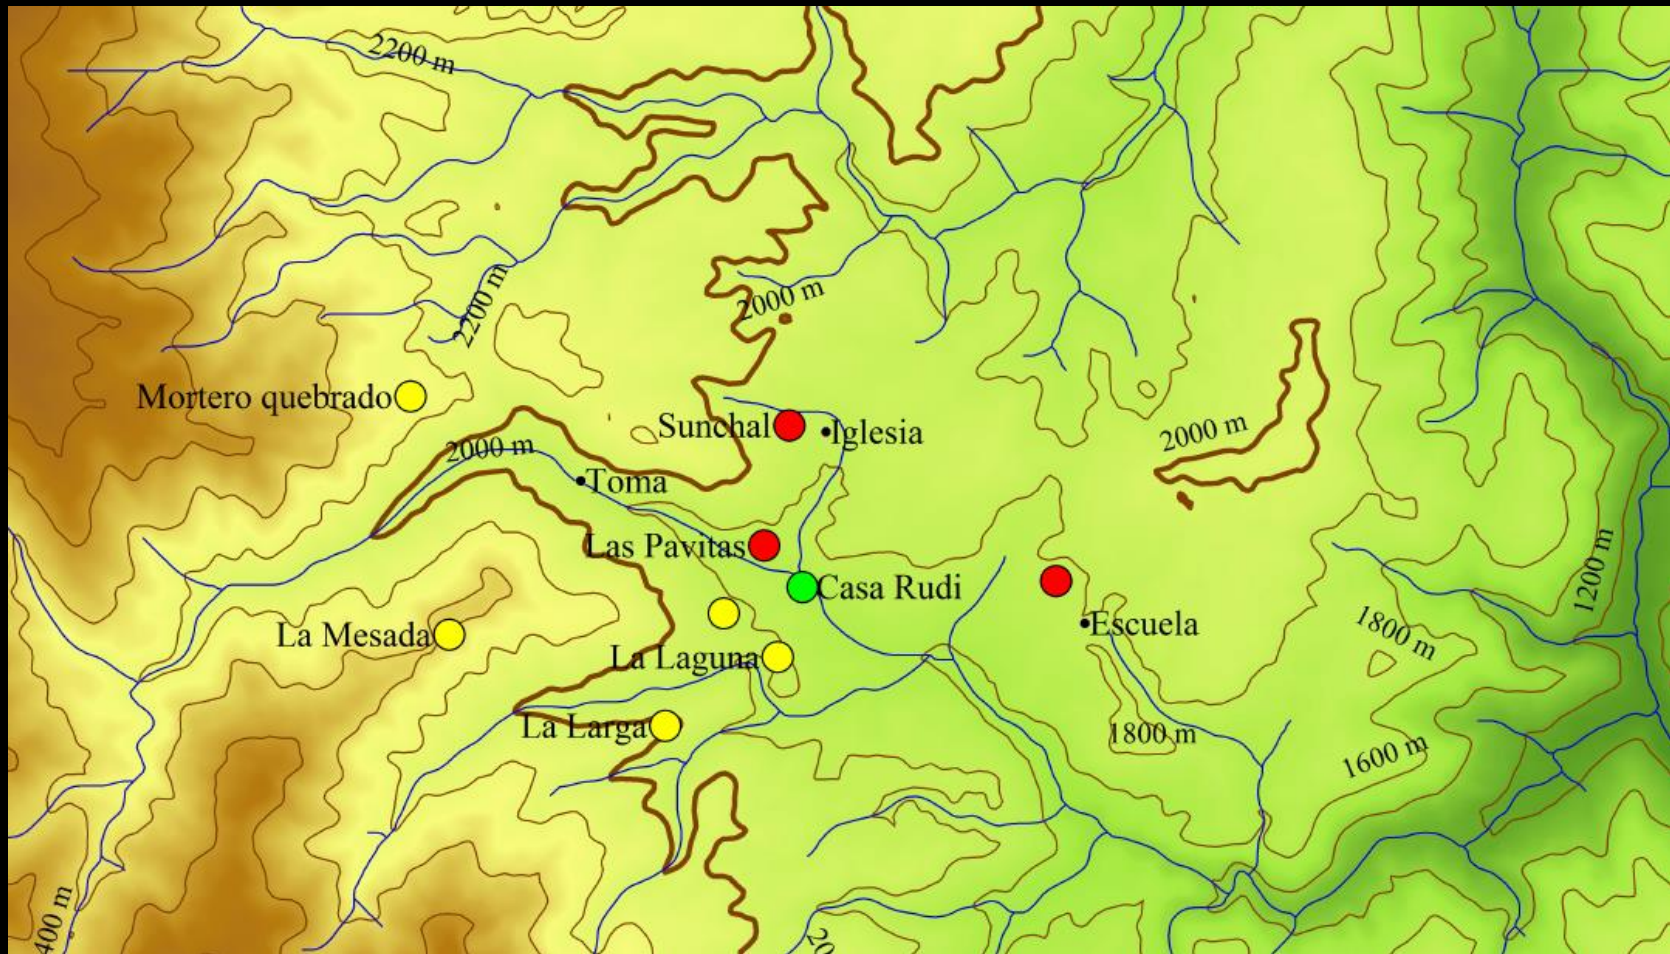 2200 m
2200 m
2000 m
Mortero quebrado
Sunchal
Iglesia
2000 m
2000 m
Toma
Las Pavitas
Casa Rudi
1200 m
La Mesada
La Laguna
Escuela
1800 m
La Larga
1800 m
1600 m
400 m
20